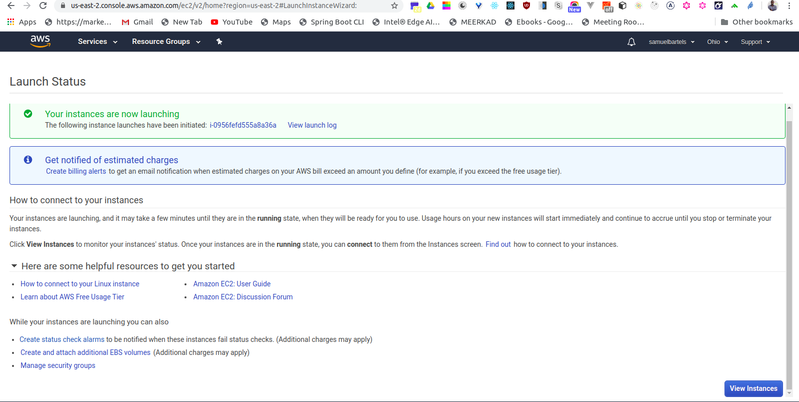 us-east-2.console.aws.amazon.com/ec2/v2/home?region=us-east-2#LaunchInstanceWizard:
Apps https://marke... Gmail New Tab YouTube Maps Spring Boot CLI Intel® Edge AI... MEERKAD Ebooks - Goog... Meeting Roo... Other bookmarks
aws Services Resource Groups samuelbartels Ohio Support
Launch Status
Your instances are now launching
The following instance launches have been initiated: i-0956fefd555a8a36a View launch log
Get notified of estimated charges
Create billing alerts to get an email notification when estimated charges on your AWS bill exceed an amount you define (for example, if you exceed the free usage tier).
How to connect to your instances
Your instances are launching, and it may take a few minutes until they are in the running state, when they will be ready for you to use. Usage hours on your new instances will start immediately and continue to accrue until you stop or terminate your
instances.
Click View Instances to monitor your instances' status. Once your instances are in the running state, you can connect to them from the Instances screen. Find out how to connect to your instances.
Here are some helpful resources to get you started
• How to connect to your Linux instance • Amazon EC2: User Guide
• Learn about AWS Free Usage Tier • Amazon EC2: Discussion Forum
While your instances are launching you can also
• Create status check alarms to be notified when these instances fail status checks. (Additional charges may apply)
• Create and attach additional EBS volumes (Additional charges may apply)
• Manage security groups
View Instances